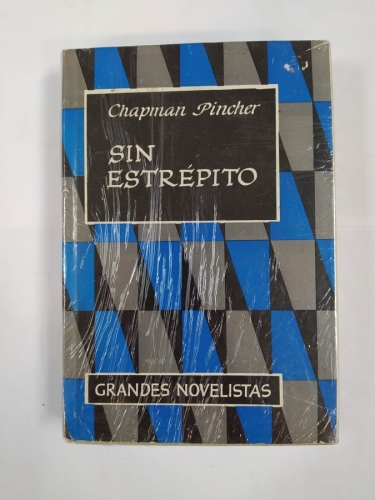 Chapman Pincher
SIN
ESTRÉPITO
GRANDES NOVELISTAS